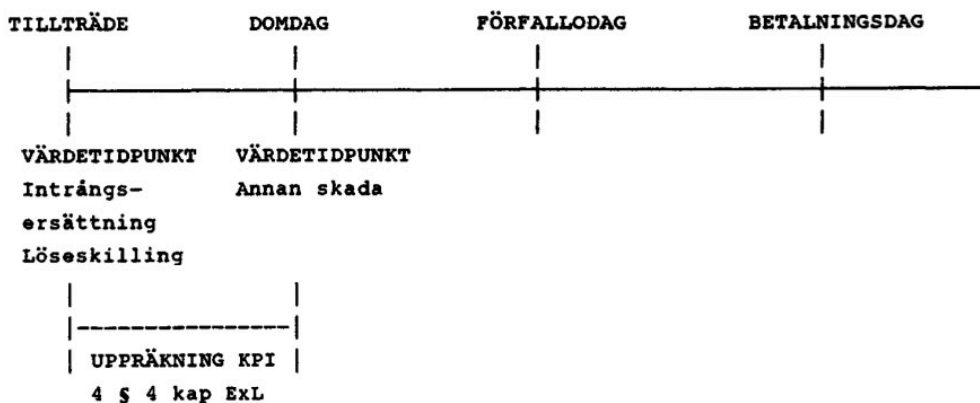 TILLTRÄDE DOMDAG FÖRFALLODAG BETALNINGSDAG
VÄRDETIDPUNKT VÄRDETIDPUNKT
Intrångs- Annan skada
ersättning
Löseskilling
UPPRÄKNING KPI
4 § 4 kap ExL